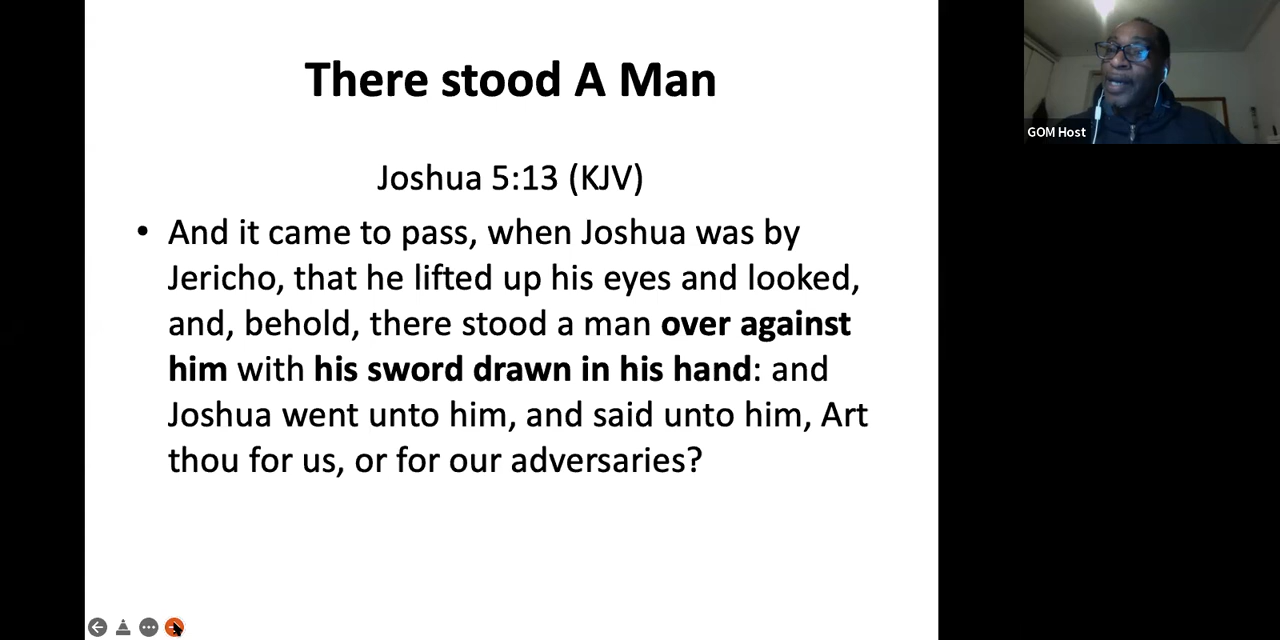 There stood A Man
Joshua 5:13 (KJV)
• And it came to pass, when Joshua was by
Jericho, that he lifted up his eyes and looked,
and, behold, there stood a man over against
him with his sword drawn in his hand: and
Joshua went unto him, and said unto him, Art
thou for us, or for our adversaries?
GOM Host